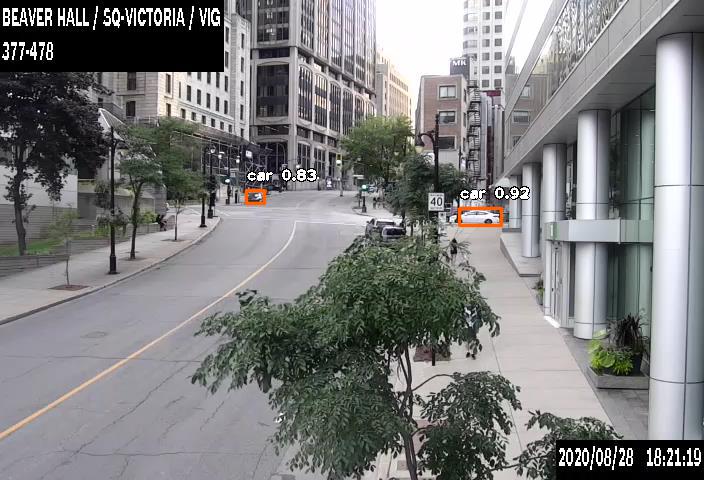 BEAVER HALL / SQ-VICTORIA / VIG
377-478
MK
car 0.83
car 0.92
40
2020/08/28 18:21:19